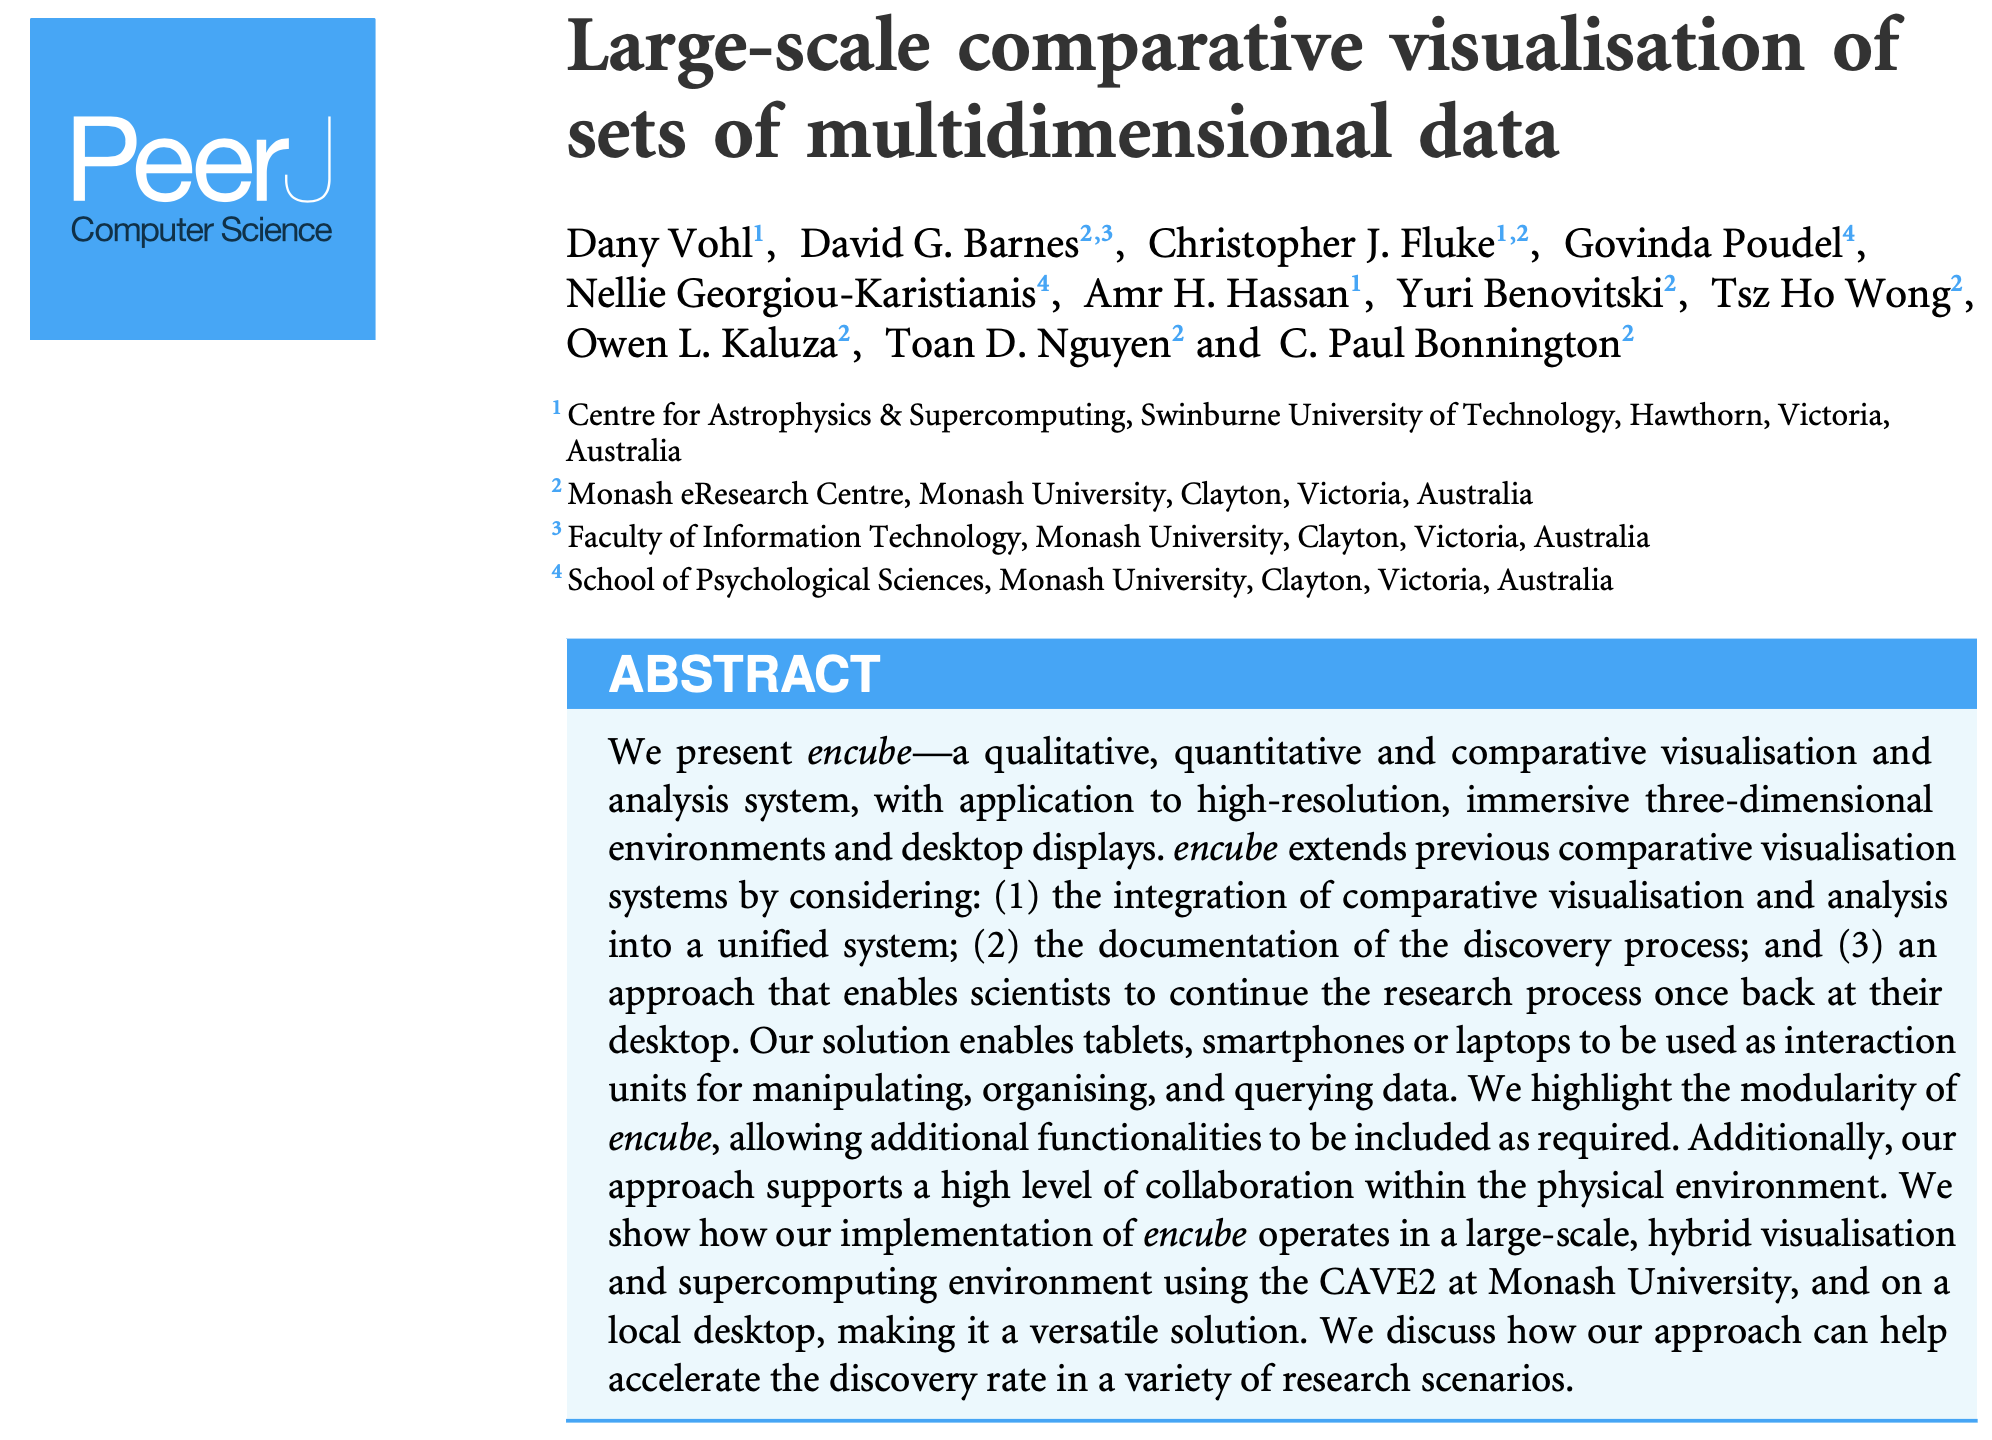 PeerJ
Computer Science
Large-scale comparative visualisation of
sets of multidimensional data
Dany Vohl1, David G. Barnes2,3, Christopher J. Fluke1,2, Govinda Poudel4,
Nellie Georgiou-Karistianis4, Amr H. Hassan1, Yuri Benovitski2, Tsz Ho Wong2,
Owen L. Kaluza2, Toan D. Nguyen2 and C. Paul Bonnington2
1 Centre for Astrophysics & Supercomputing, Swinburne University of Technology, Hawthorn, Victoria,
Australia
2 Monash eResearch Centre, Monash University, Clayton, Victoria, Australia
3 Faculty of Information Technology, Monash University, Clayton, Victoria, Australia
4 School of Psychological Sciences, Monash University, Clayton, Victoria, Australia
ABSTRACT
We present encube—a qualitative, quantitative and comparative visualisation and
analysis system, with application to high-resolution, immersive three-dimensional
environments and desktop displays. encube extends previous comparative visualisation
systems by considering: (1) the integration of comparative visualisation and analysis
into a unified system; (2) the documentation of the discovery process; and (3) an
approach that enables scientists to continue the research process once back at their
desktop. Our solution enables tablets, smartphones or laptops to be used as interaction
units for manipulating, organising, and querying data. We highlight the modularity of
encube, allowing additional functionalities to be included as required. Additionally, our
approach supports a high level of collaboration within the physical environment. We
show how our implementation of encube operates in a large-scale, hybrid visualisation
and supercomputing environment using the CAVE2 at Monash University, and on a
local desktop, making it a versatile solution. We discuss how our approach can help
accelerate the discovery rate in a variety of research scenarios.